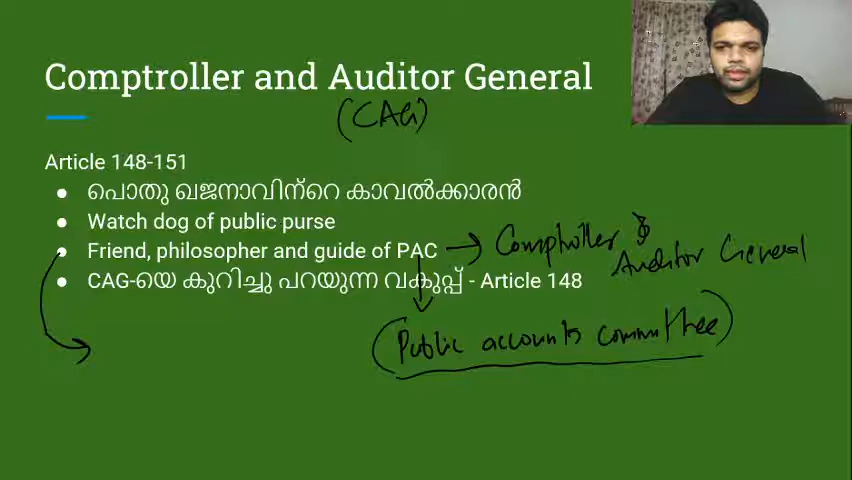 Comptroller and Auditor General
(CAG)
Article 148-151
● പൊതു ഖജനാവിന്റെ കാവൽക്കാരൻ
● Watch dog of public purse
● Friend, philosopher and guide of PAC → Comptroller &
Auditor General
● CAG-യെ കുറിച്ചു പറയുന്ന വകുപ്പ് - Article 148
(Public accounts committee)